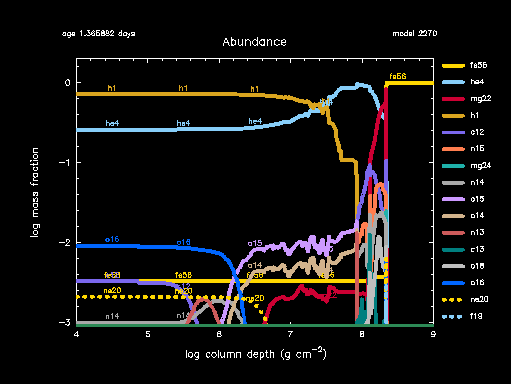 age 1.365882 days
model 2270
Abundance
log mass fraction
0
−1
−2
−3
4
5
6
7
8
9
log column depth (g cm−2)
h1
h1
h1
he4
he4
he4
o16
o16
o15
o14
fe56
fe56
fe56
ne20
ne20
ne20
n14
n14
fe56
fe56
he4
mg22
h1
c12
n15
mg24
n14
o15
o14
n13
c13
o18
o16
ne20
f19